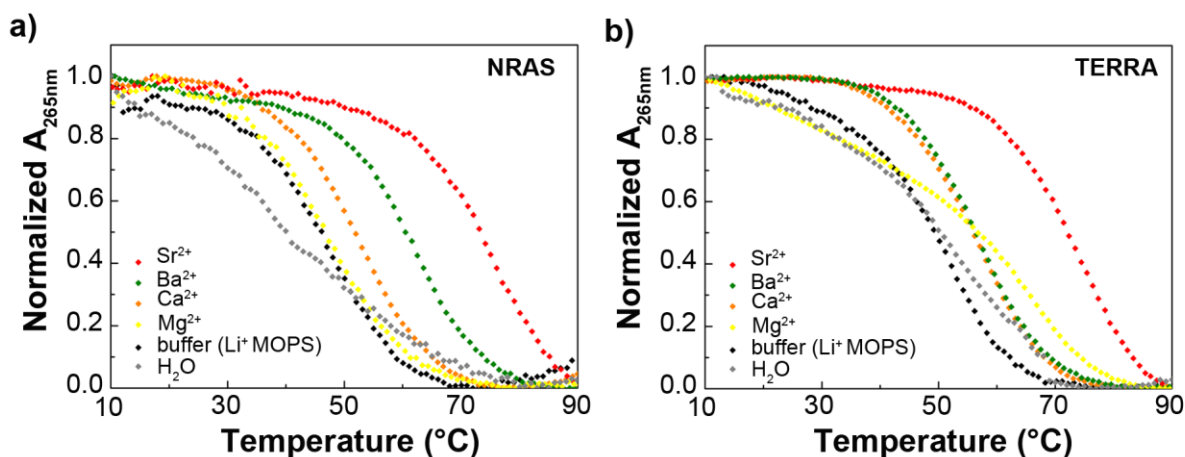 a)
NRAS
Normalized A265nm
1.0
0.8
0.6
0.4
0.2
0.0
Sr2+
Ba2+
Ca2+
Mg2+
buffer (Li+ MOPS)
H2O
10 30 50 70 90
Temperature (°C)
b)
TERRA
Normalized A265nm
1.0
0.8
0.6
0.4
0.2
0.0
Sr2+
Ba2+
Ca2+
Mg2+
buffer (Li+ MOPS)
H2O
10 30 50 70 90
Temperature (°C)